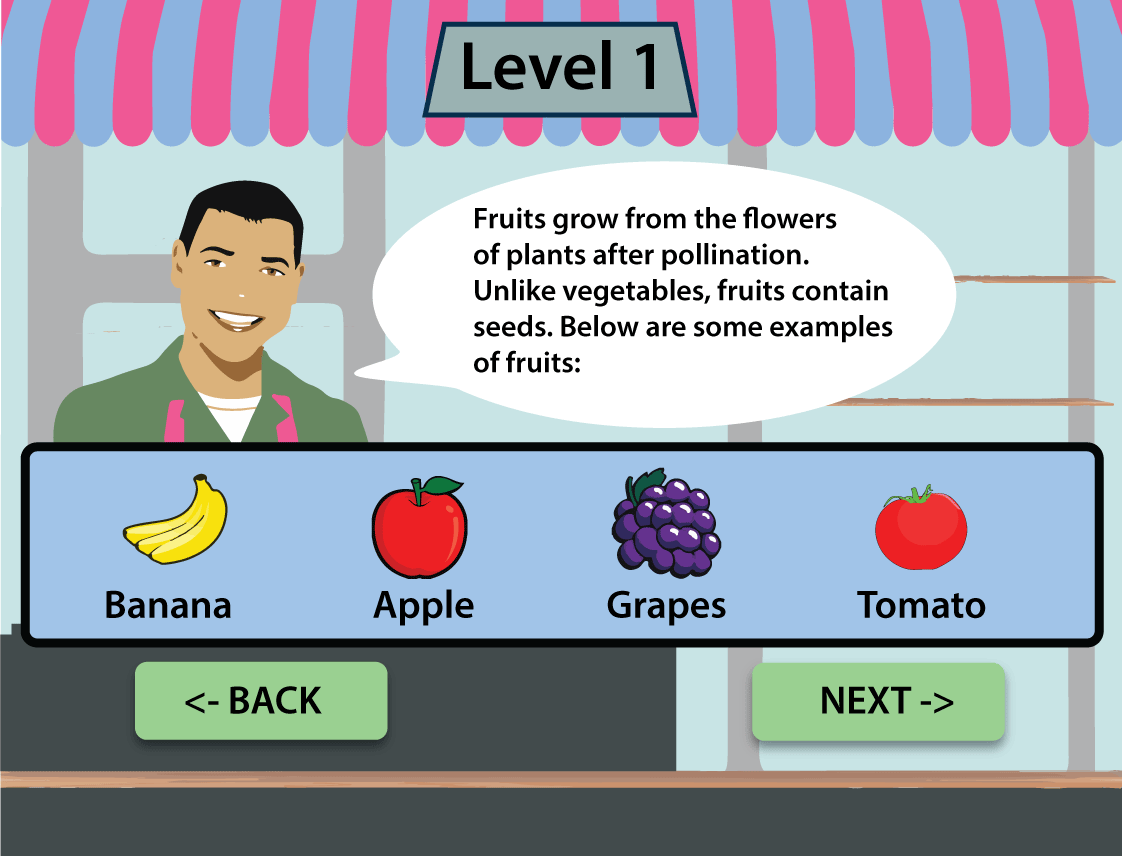 Level 1
Fruits grow from the flowers
of plants after pollination.
Unlike vegetables, fruits contain
seeds. Below are some examples
of fruits:
Banana
Apple
Grapes
Tomato
<- BACK
NEXT ->